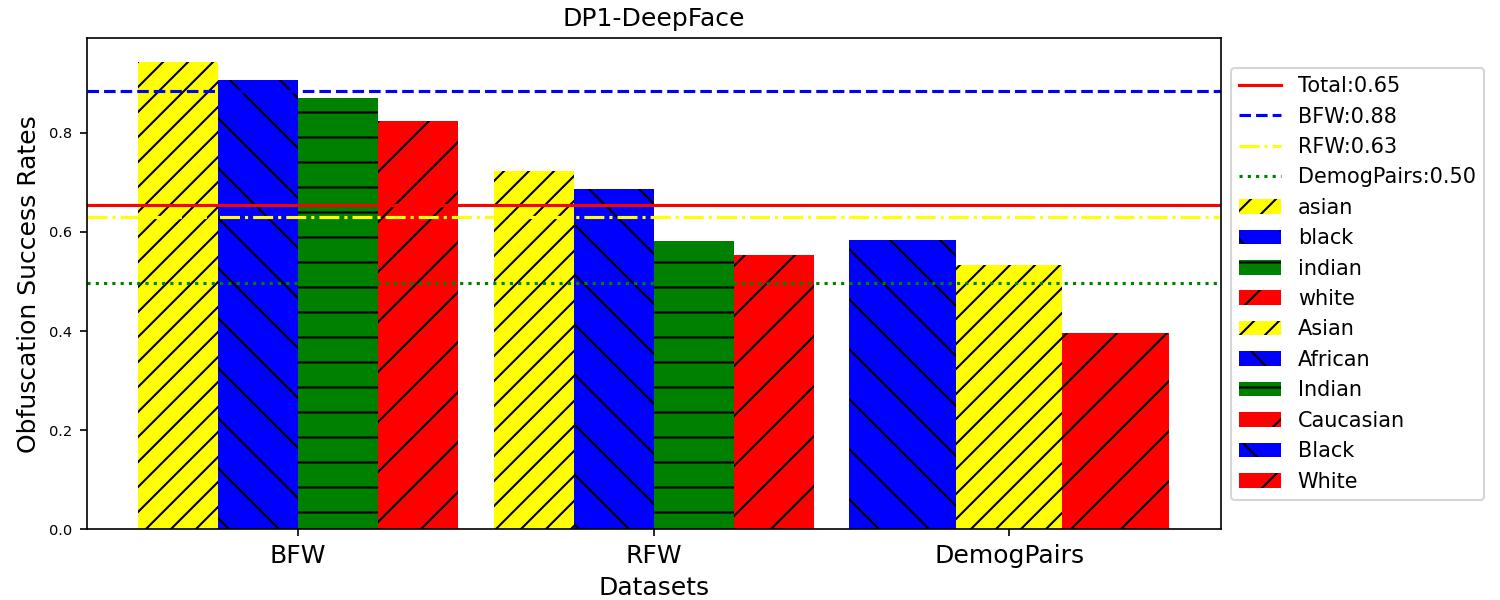 DP1-DeepFace
Obfuscation Success Rates
0.8
0.6
0.4
0.2
0.0
BFW
RFW
DemogPairs
Datasets
Total:0.65
BFW:0.88
RFW:0.63
DemogPairs:0.50
asian
black
indian
white
Asian
African
Indian
Caucasian
Black
White